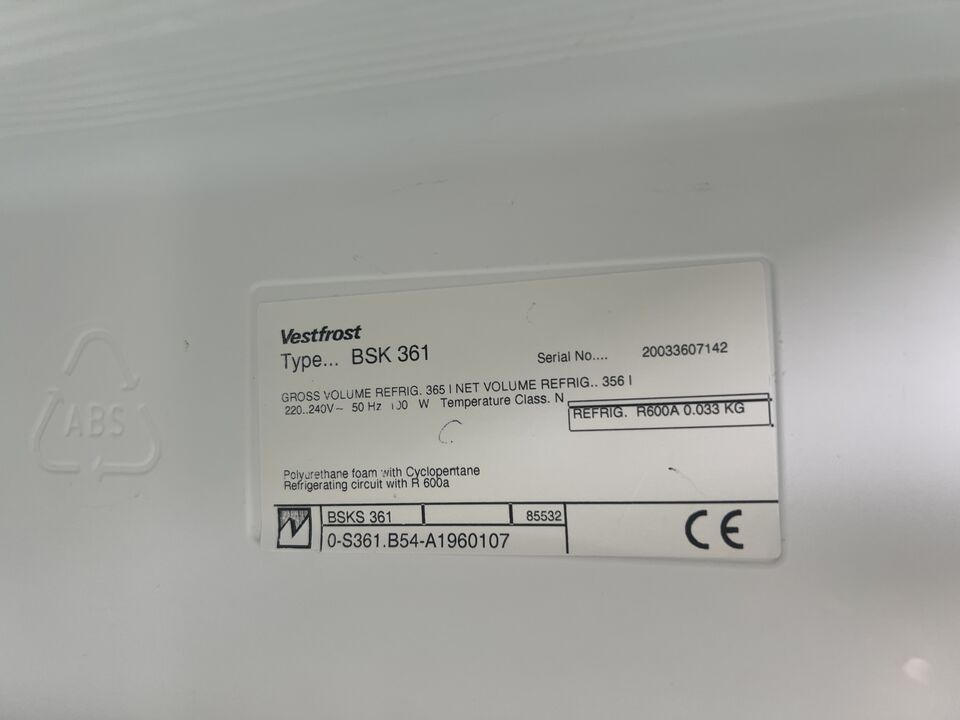 ABS
Vestfrost
Type... BSK 361
Serial No.... 20033607142
GROSS VOLUME REFRIG. 365 l NET VOLUME REFRIG.. 356 l
220..240V~ 50 Hz 100 W Temperature Class. N
REFRIG. R600A 0.033 KG
Polyurethane foam with Cyclopentane
Refrigerating circuit with R 600a
BSKS 361 85532
0-S361.B54-A1960107
CE